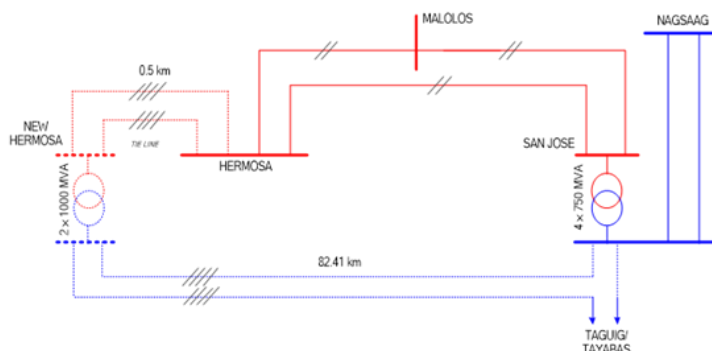 MALOLOS
NAGSAAG
0.5 km
NEW
HERMOSA
TIE LINE
HERMOSA
SAN JOSE
2 × 1000 MVA
4 × 750 MVA
82.41 km
TAGUIG/
TAYABAS